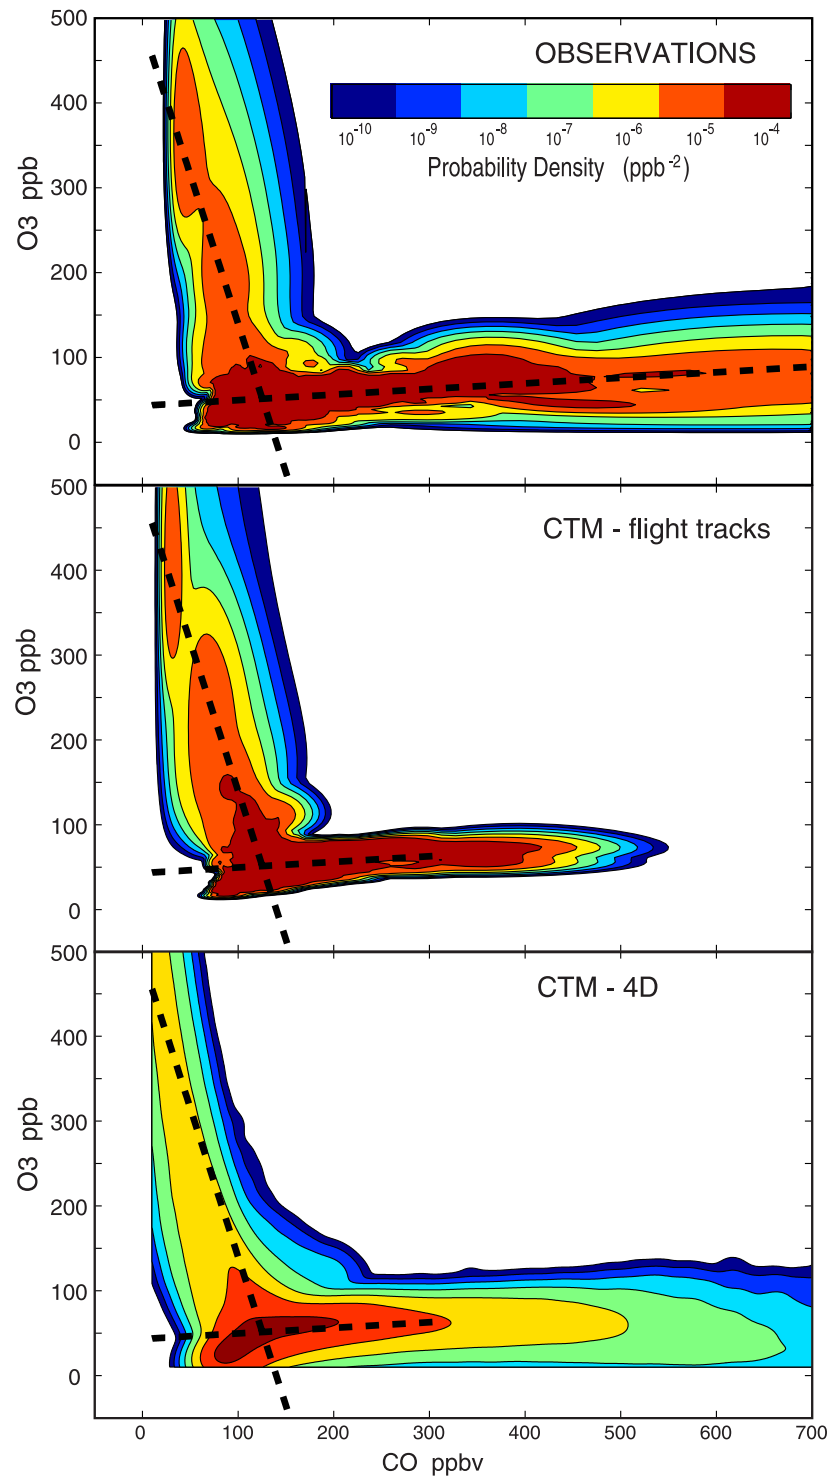 500
OBSERVATIONS
400
10-10 10-9 10-8 10-7 10-6 10-5 10-4
Probability Density (ppb-2)
300
O3 ppb
200
100
0
500
CTM - flight tracks
400
300
O3 ppb
200
100
0
500
CTM - 4D
400
300
O3 ppb
200
100
0
0 100 200 300 400 500 600 700
CO ppbv